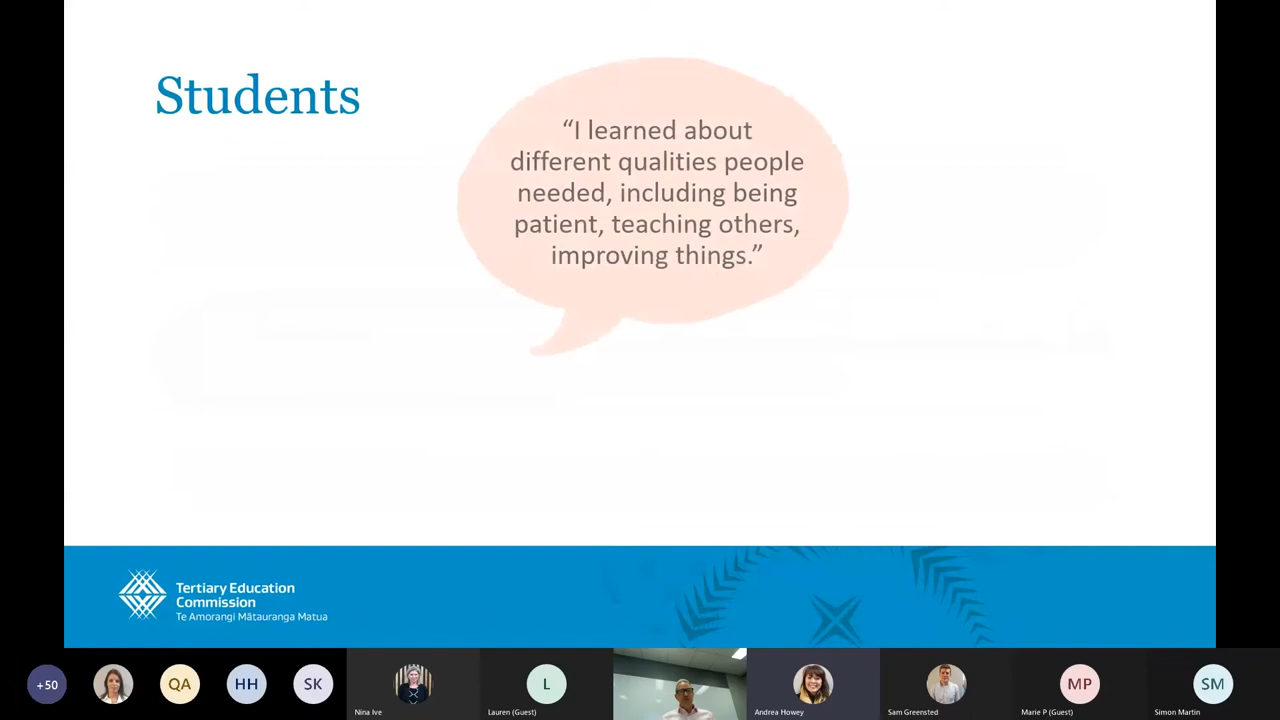 Students
“I learned about
different qualities people
needed, including being
patient, teaching others,
improving things.”
Tertiary Education
Commission
Te Amorangi Mātauranga Matua
+50
QA
HH
SK
L
MP
SM
Nina Ive
Lauren (Guest)
Andrea Howey
Sam Greensted
Marie P (Guest)
Simon Martin